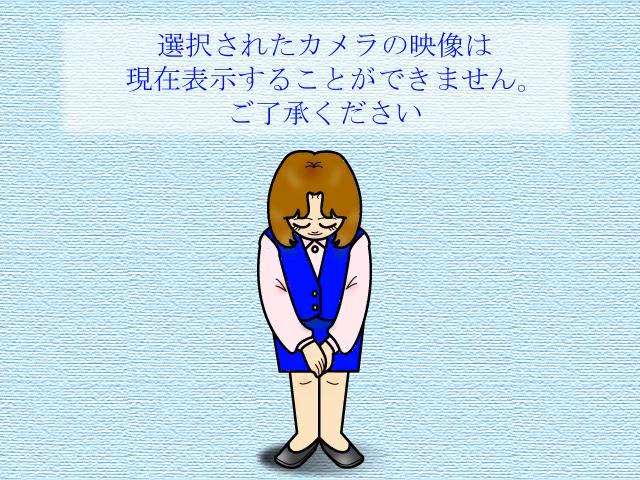 選択されたカメラの映像は
現在表示することができません。
ご了承ください